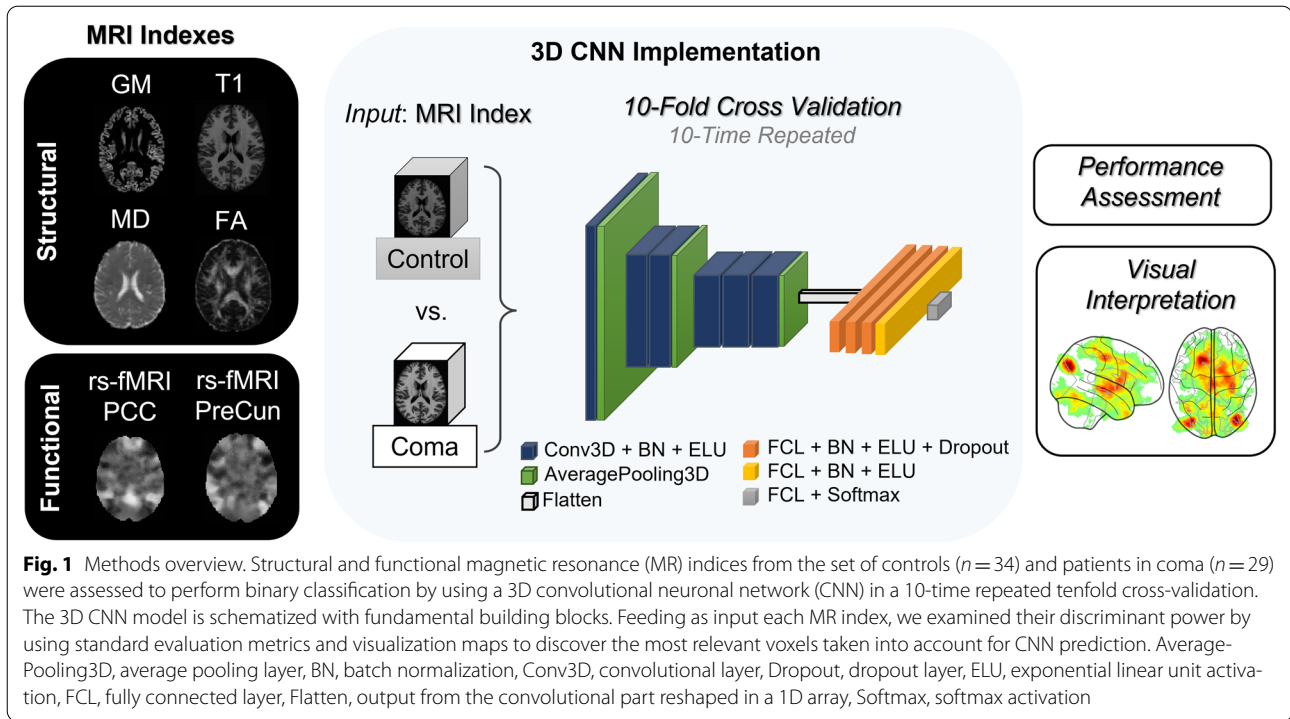 MRI Indexes
Structural
GM T1
MD FA
Functional
rs-fMRI PCC
rs-fMRI PreCun
3D CNN Implementation
Input: MRI Index
Control
vs.
Coma
10-Fold Cross Validation
10-Time Repeated
Conv3D + BN + ELU
AveragePooling3D
Flatten
FCL + BN + ELU + Dropout
FCL + BN + ELU
FCL + Softmax
Performance
Assessment
Visual
Interpretation
Fig. 1 Methods overview. Structural and functional magnetic resonance (MR) indices from the set of controls (n = 34) and patients in coma (n = 29)
were assessed to perform binary classification by using a 3D convolutional neuronal network (CNN) in a 10-time repeated tenfold cross-validation.
The 3D CNN model is schematized with fundamental building blocks. Feeding as input each MR index, we examined their discriminant power by
using standard evaluation metrics and visualization maps to discover the most relevant voxels taken into account for CNN prediction. Average-
Pooling3D, average pooling layer, BN, batch normalization, Conv3D, convolutional layer, Dropout, dropout layer, ELU, exponential linear unit activa-
tion, FCL, fully connected layer, Flatten, output from the convolutional part reshaped in a 1D array, Softmax, softmax activation